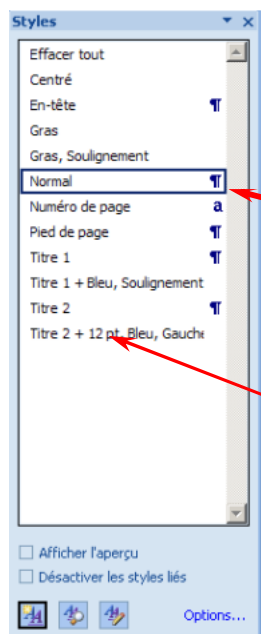 Styles
Effacer tout
Centré
En-tête ¶
Gras
Gras, Soulignement
Normal ¶
Numéro de page a
Pied de page ¶
Titre 1 ¶
Titre 1 + Bleu, Soulignement
Titre 2 ¶
Titre 2 + 12 pt, Bleu, Gauche
Afficher l'aperçu
Désactiver les styles liés
Options...